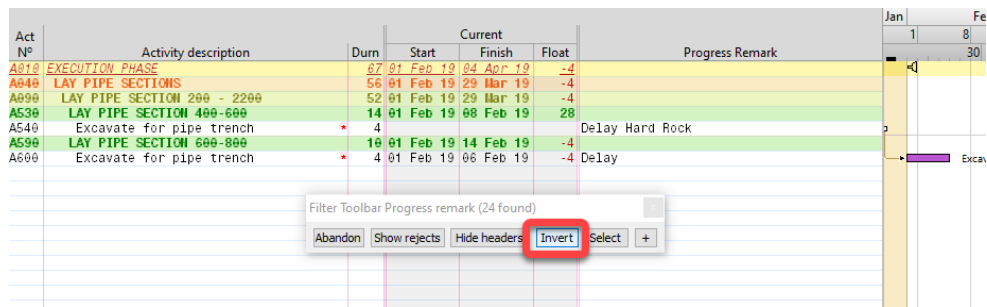 Jan Fe
Act Current 1 8
Nº Activity description Durn Start Finish Float Progress Remark 30
A010 EXECUTION PHASE 67 01 Feb 19 04 Apr 19 -4
A040 LAY PIPE SECTIONS 56 01 Feb 19 29 Mar 19 -4
A090 LAY PIPE SECTION 200 - 2200 52 01 Feb 19 29 Mar 19 -4
A530 LAY PIPE SECTION 400-600 14 01 Feb 19 08 Feb 19 28
A540 Excavate for pipe trench * 4 Delay Hard Rock
A590 LAY PIPE SECTION 600-800 10 01 Feb 19 14 Feb 19 -4
A600 Excavate for pipe trench * 4 01 Feb 19 06 Feb 19 -4 Delay Excav
Filter Toolbar Progress remark (24 found) ×
Abandon Show rejects Hide headers Invert Select +